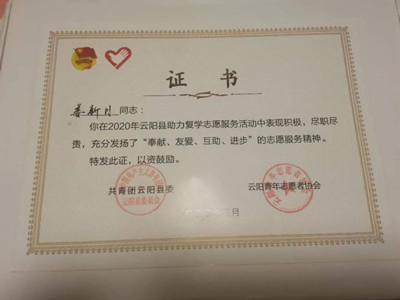 证书
同志：
你在2020年云阳县助力复学志愿服务活动中表现积极，尽职尽
责，充分发扬了“奉献、友爱、互助、进步”的志愿服务精神。
特发此证，以资鼓励。
共青团云阳县委 云阳青年志愿者协会
月